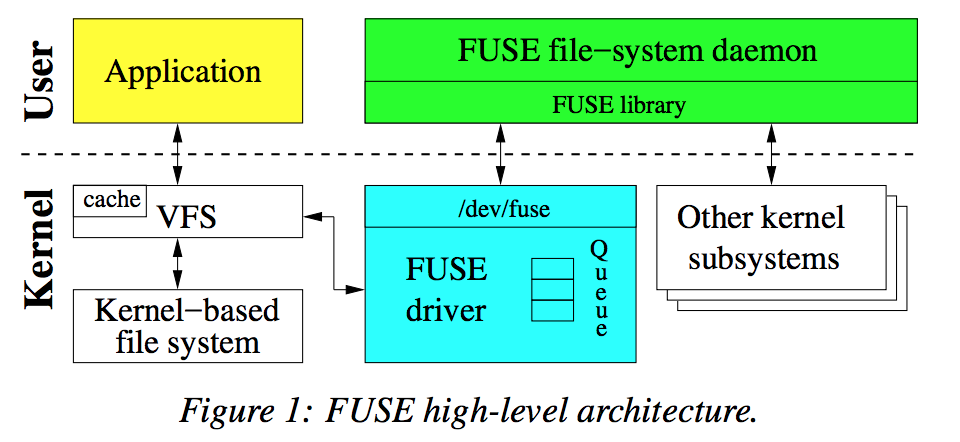 User
Application
FUSE file−system daemon
FUSE library
Kernel
cache
VFS
Kernel−based
file system
/dev/fuse
FUSE
driver
Queue
Other kernel
subsystems
Figure 1: FUSE high-level architecture.